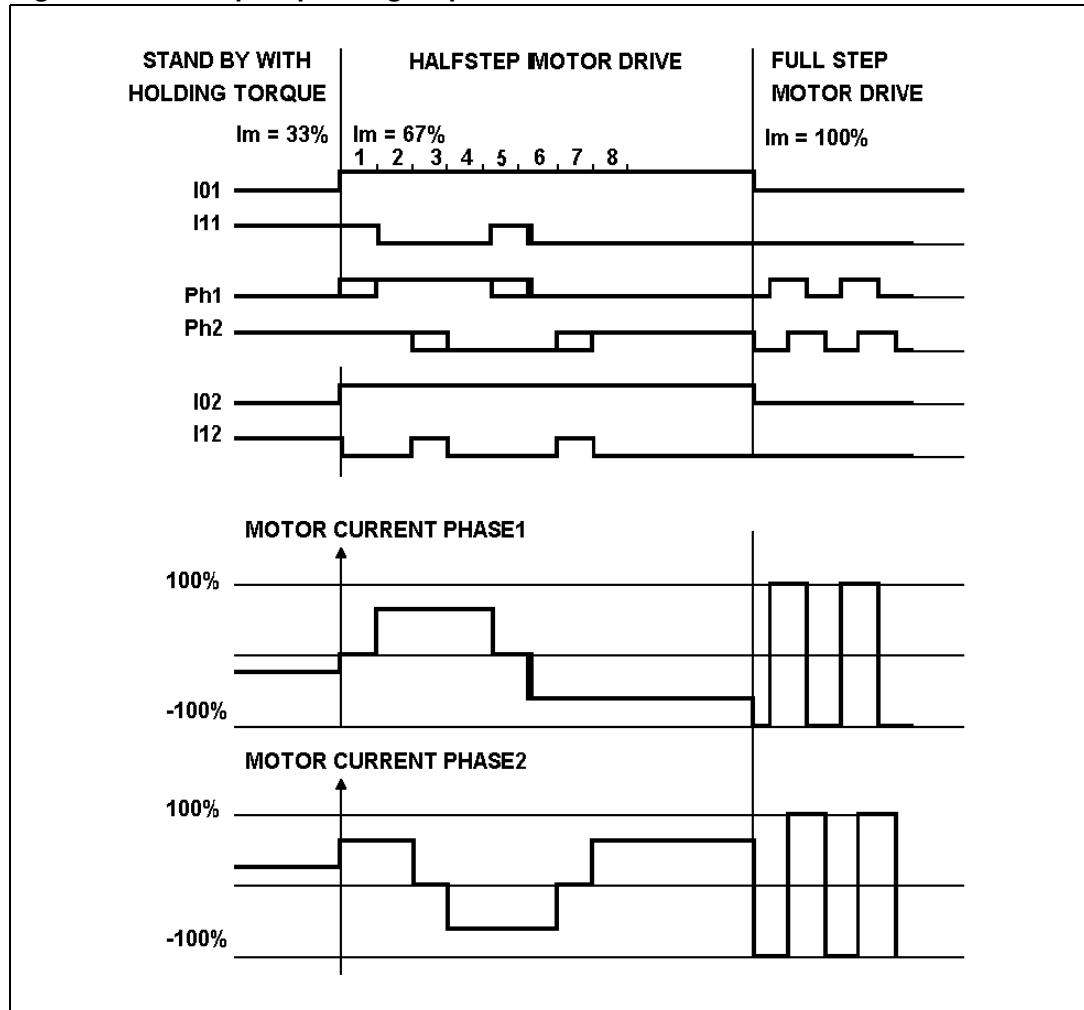 STAND BY WITH
HOLDING TORQUE
Im = 33%
HALFSTEP MOTOR DRIVE
Im = 67%
1 2 3 4 5 6 7 8
FULL STEP
MOTOR DRIVE
Im = 100%
I01
I11
Ph1
Ph2
I02
I12
MOTOR CURRENT PHASE1
100%
-100%
MOTOR CURRENT PHASE2
100%
-100%